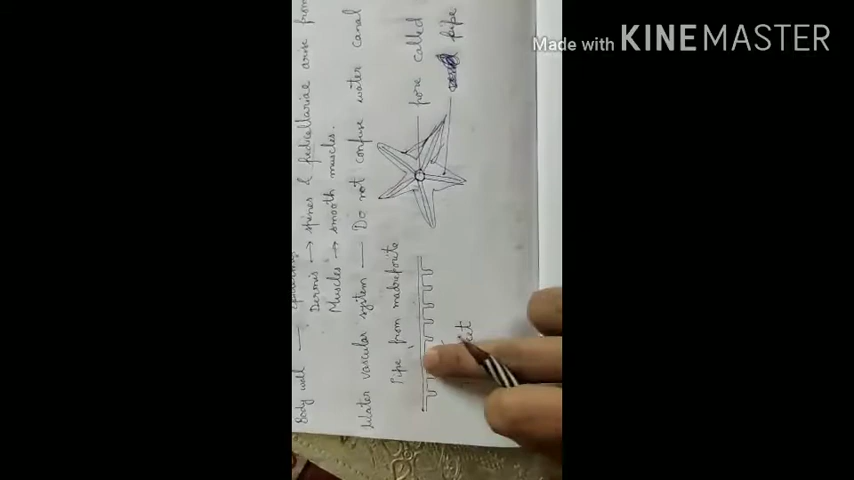 Body wall —
Dermis → spines & pedicellariae arise from
Muscles → smooth muscles.
Water vascular system — Do not confuse water canal
Pipe from madreporite
pore called
pipe
Made with KINEMASTER